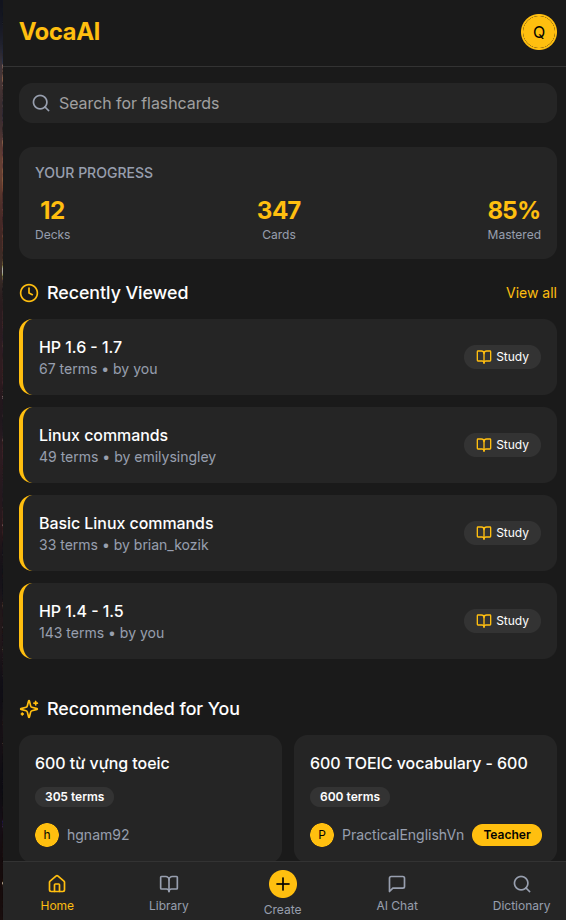 VocaAI
Q
Search for flashcards
YOUR PROGRESS
12 347 85%
Decks Cards Mastered
Recently Viewed View all
HP 1.6 - 1.7
67 terms • by you
Study
Linux commands
49 terms • by emilysingley
Study
Basic Linux commands
33 terms • by brian_kozik
Study
HP 1.4 - 1.5
143 terms • by you
Study
Recommended for You
600 từ vựng toeic
305 terms
h hgnam92
600 TOEIC vocabulary - 600
600 terms
P PracticalEnglishVn Teacher
Home Library Create AI Chat Dictionary